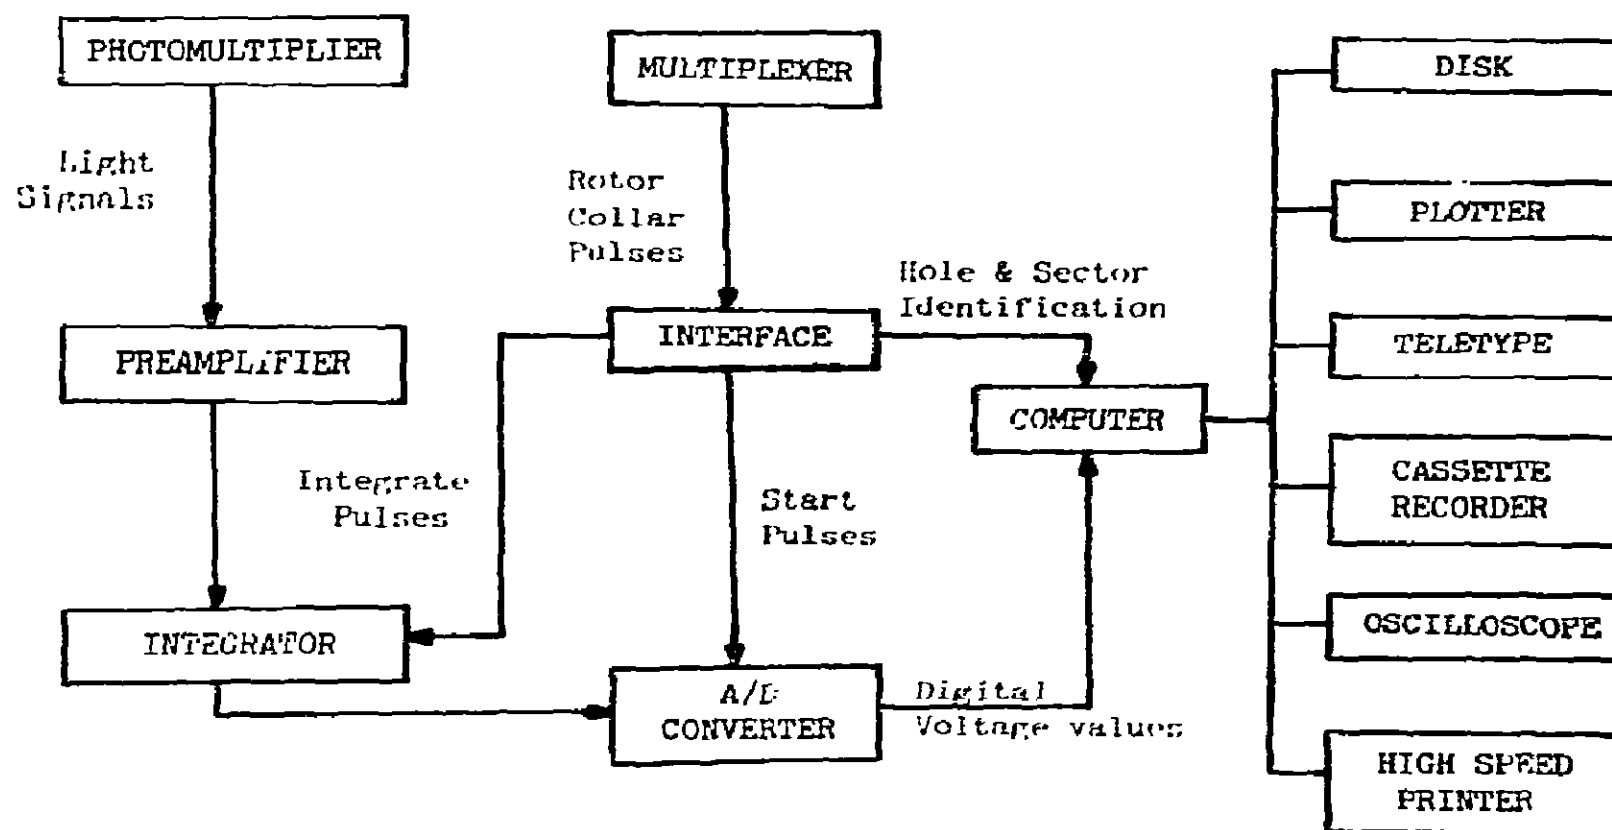 PHOTOMULTIPLIER
MULTIPLEXER
DISK
Light
Signals
Rotor
Collar
Pulses
PLOTTER
Hole & Sector
Identification
INTERFACE
TELETYPE
PREAMPLIFIER
COMPUTER
Integrate
Pulses
Start
Pulses
CASSETTE
RECORDER
INTEGRATOR
OSCILLOSCOPE
A/D
CONVERTER
Digital
Voltage values
HIGH SPEED
PRINTER